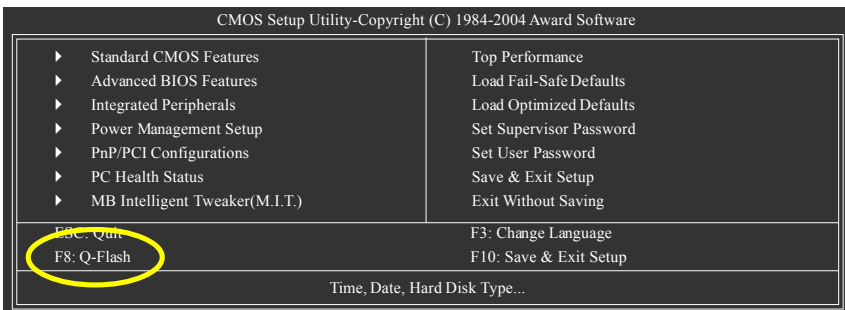 CMOS Setup Utility-Copyright (C) 1984-2004 Award Software
Standard CMOS Features
Advanced BIOS Features
Integrated Peripherals
Power Management Setup
PnP/PCI Configurations
PC Health Status
MB Intelligent Tweaker(M.I.T.)
Top Performance
Load Fail-Safe Defaults
Load Optimized Defaults
Set Supervisor Password
Set User Password
Save & Exit Setup
Exit Without Saving
ESC: Quit
F3: Change Language
F8: Q-Flash
F10: Save & Exit Setup
Time, Date, Hard Disk Type...